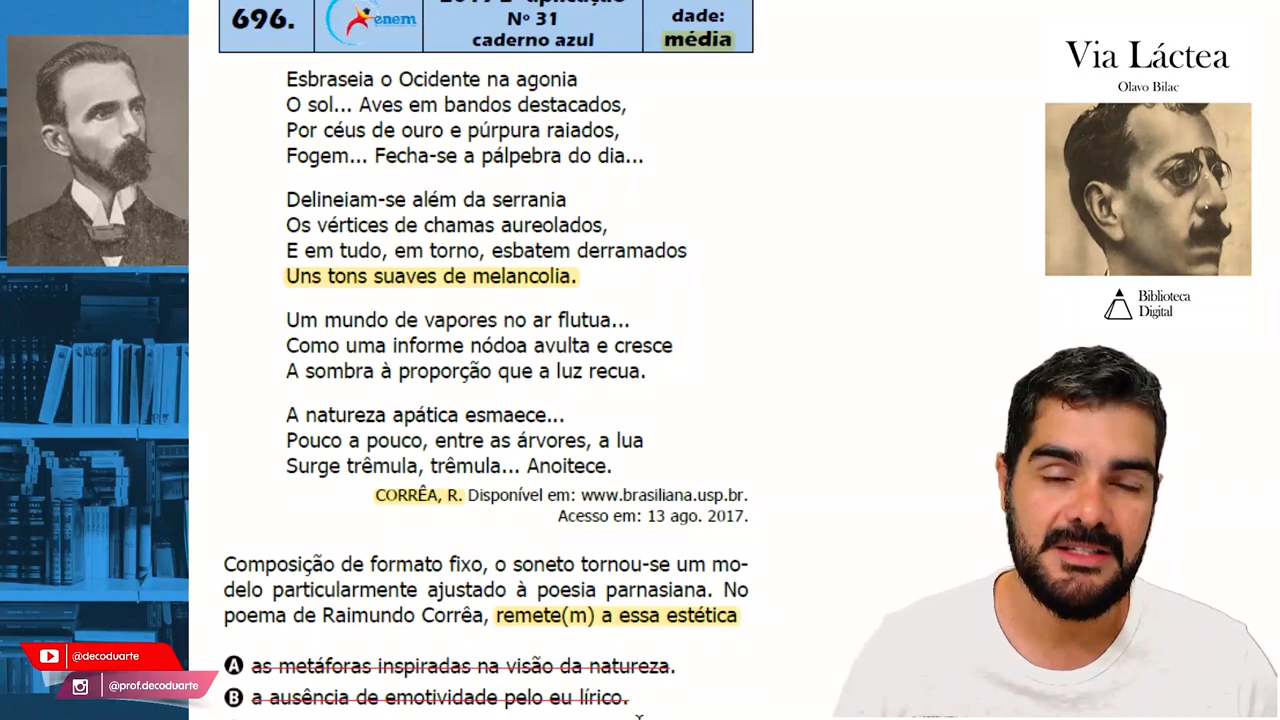 696.
enem
2017 2ª aplicação
Nº 31
caderno azul
dade:
média
Esbraseia o Ocidente na agonia
O sol... Aves em bandos destacados,
Por céus de ouro e púrpura raiados,
Fogem... Fecha-se a pálpebra do dia...
Delineiam-se além da serrania
Os vértices de chamas aureolados,
E em tudo, em torno, esbatem derramados
Uns tons suaves de melancolia.
Um mundo de vapores no ar flutua...
Como uma informe nódoa avulta e cresce
A sombra à proporção que a luz recua.
A natureza apática esmaece...
Pouco a pouco, entre as árvores, a lua
Surge trêmula, trêmula... Anoitece.
CORRÊA, R. Disponível em: www.brasiliana.usp.br.
Acesso em: 13 ago. 2017.
Composição de formato fixo, o soneto tornou-se um mo-
delo particularmente ajustado à poesia parnasiana. No
poema de Raimundo Corrêa, remete(m) a essa estética
A as metáforas inspiradas na visão da natureza.
B a ausência de emotividade pelo eu lírico.
Via Láctea
Olavo Bilac
Biblioteca
Digital
@decoduarte
@prof.decoduarte